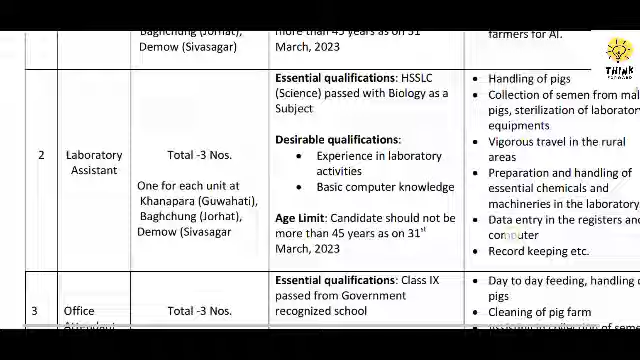 Baghchung (Jorhat),
Demow (Sivasagar)
more than 45 years as on 31
March, 2023
farmers for AI.
THINK
2
Laboratory
Assistant
Total -3 Nos.
One for each unit at
Khanapara (Guwahati),
Baghchung (Jorhat),
Demow (Sivasagar
Essential qualifications: HSSLC
(Science) passed with Biology as a
Subject
Desirable qualifications:
• Experience in laboratory
activities
• Basic computer knowledge
Age Limit: Candidate should not be
more than 45 years as on 31st
March, 2023
• Handling of pigs
• Collection of semen from mal
pigs, sterilization of laboratory
equipments
• Vigorous travel in the rural
areas
• Preparation and handling of
essential chemicals and
machineries in the laboratory
• Data entry in the registers and
computer
• Record keeping etc.
3
Office
Attendant
Total -3 Nos.
Essential qualifications: Class IX
passed from Government
recognized school
• Day to day feeding, handling o
pigs
• Cleaning of pig farm